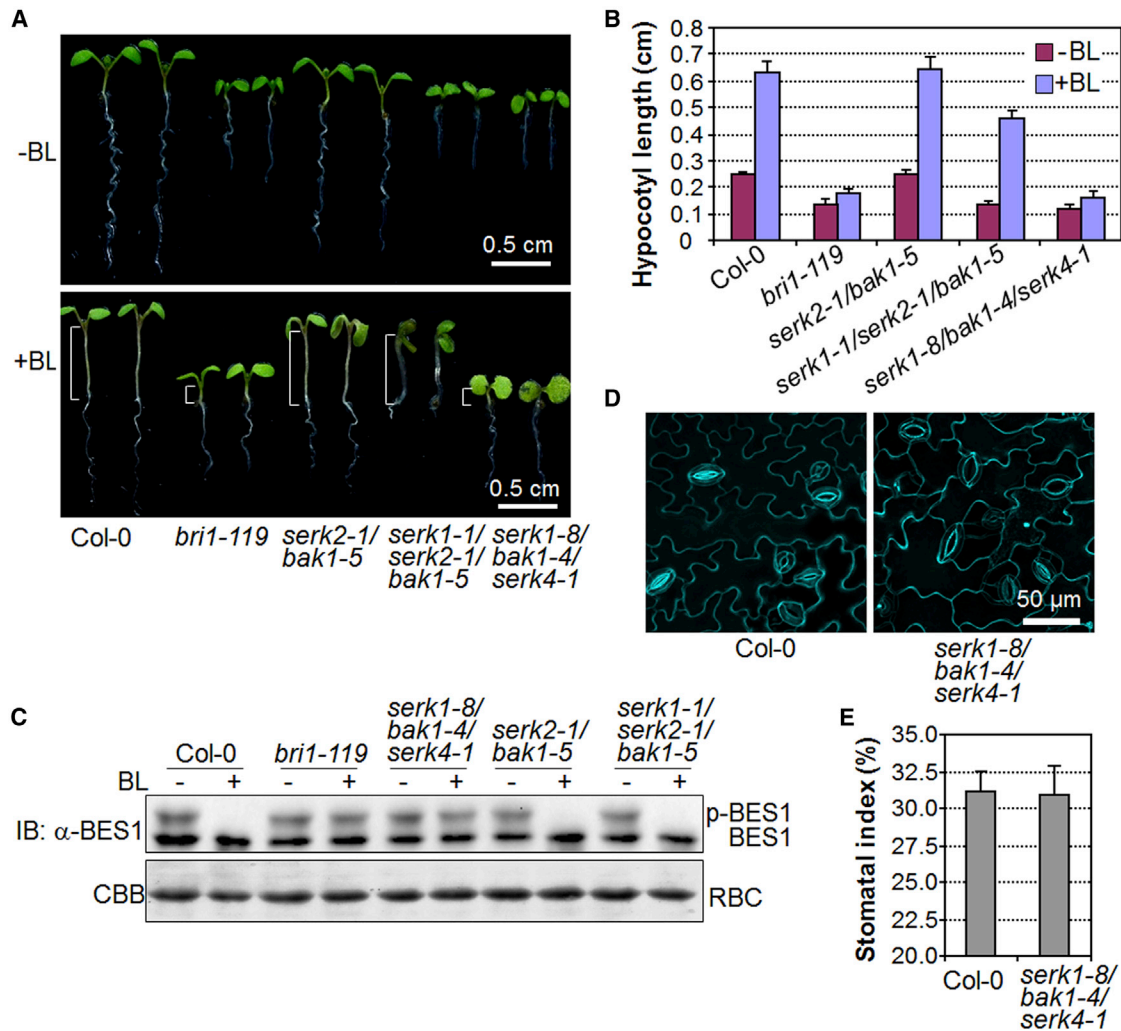 A
-BL
0.5 cm
+BL
0.5 cm
Col-0
bri1-119
serk2-1/
bak1-5
serk1-1/
serk2-1/
bak1-5
serk1-8/
bak1-4/
serk4-1
B
Hypocotyl length (cm)
0.8
0.7
0.6
0.5
0.4
0.3
0.2
0.1
0
-BL
+BL
Col-0
bri1-119
serk2-1/bak1-5
serk1-1/serk2-1/bak1-5
serk1-8/bak1-4/serk4-1
D
50 µm
Col-0
serk1-8/
bak1-4/
serk4-1
C
Col-0
bri1-119
serk1-8/
bak1-4/
serk4-1
serk2-1/
bak1-5
serk1-1/
serk2-1/
bak1-5
BL - + - + - + - + - +
IB: α-BES1
p-BES1
BES1
CBB
RBC
E
Stomatal index (%)
35.0
32.5
30.0
27.5
25.0
22.5
20.0
Col-0
serk1-8/
bak1-4/
serk4-1